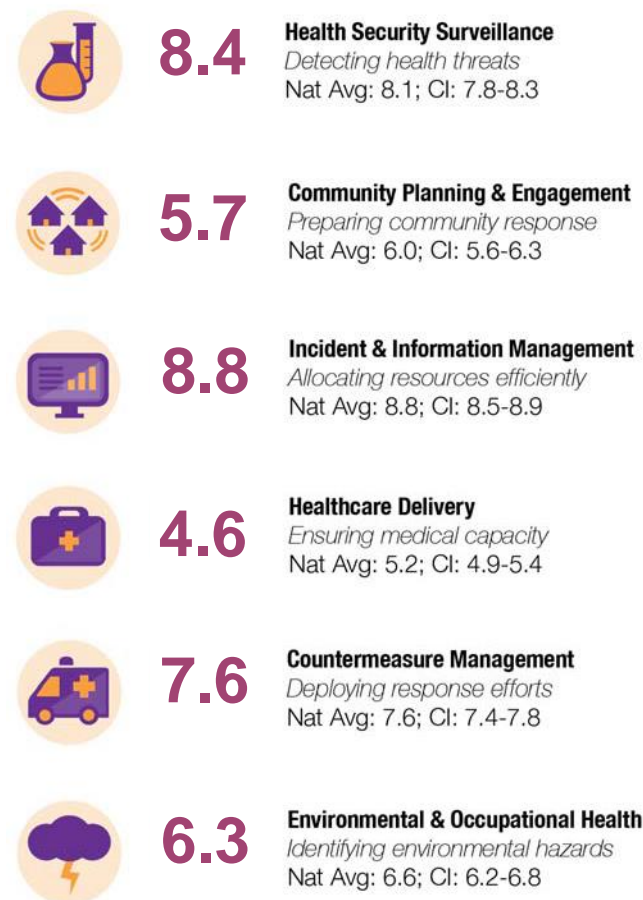 8.4
Health Security Surveillance
Detecting health threats
Nat Avg: 8.1; CI: 7.8-8.3
5.7
Community Planning & Engagement
Preparing community response
Nat Avg: 6.0; CI: 5.6-6.3
8.8
Incident & Information Management
Allocating resources efficiently
Nat Avg: 8.8; CI: 8.5-8.9
4.6
Healthcare Delivery
Ensuring medical capacity
Nat Avg: 5.2; CI: 4.9-5.4
7.6
Countermeasure Management
Deploying response efforts
Nat Avg: 7.6; CI: 7.4-7.8
6.3
Environmental & Occupational Health
Identifying environmental hazards
Nat Avg: 6.6; CI: 6.2-6.8